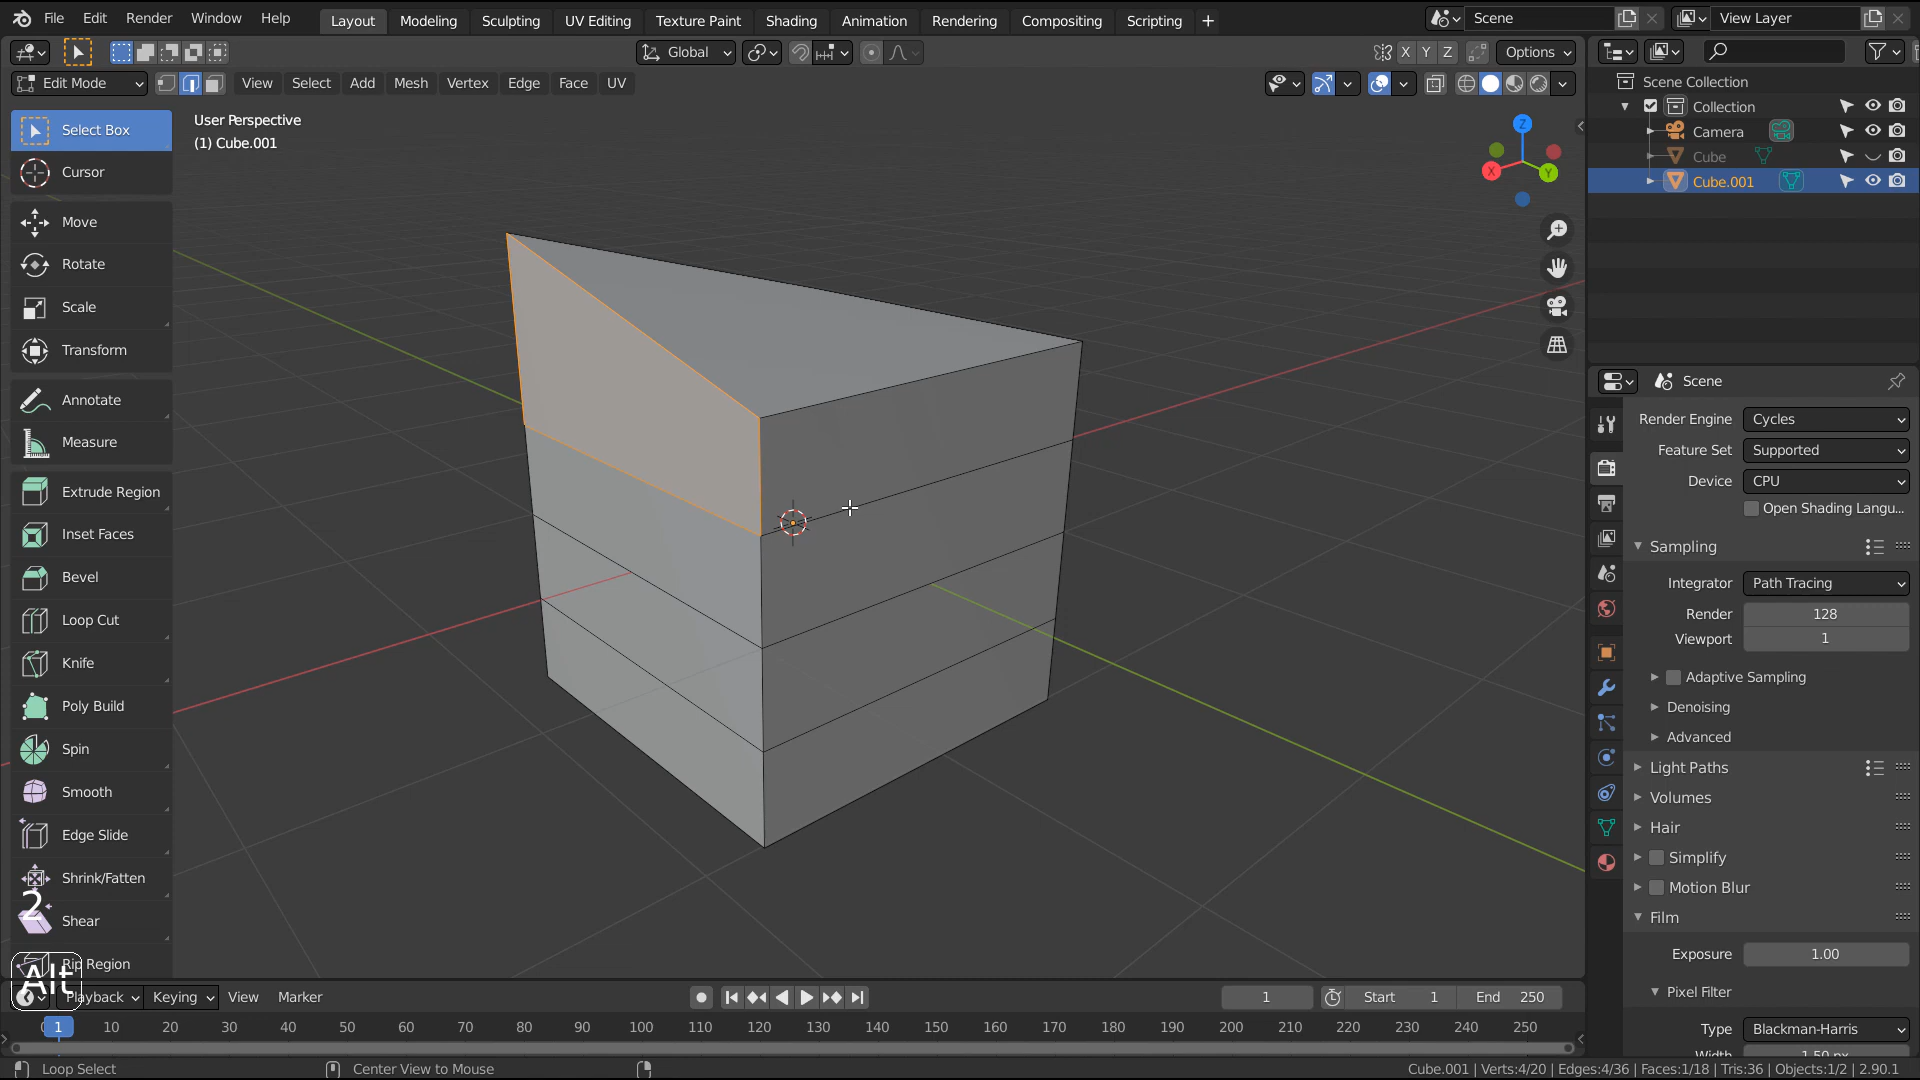 File Edit Render Window Help Layout Modeling Sculpting UV Editing Texture Paint Shading Animation Rendering Compositing Scripting + Scene View Layer
Global X Y Z Options
Edit Mode View Select Add Mesh Vertex Edge Face UV
User Perspective
(1) Cube.001
Select Box
Cursor
Move
Rotate
Scale
Transform
Annotate
Measure
Extrude Region
Inset Faces
Bevel
Loop Cut
Knife
Poly Build
Spin
Smooth
Edge Slide
Shrink/Fatten
Shear
Rip Region
2
Alt
Z
X
Y
Scene Collection
Collection
Camera
Cube
Cube.001
Scene
Render Engine Cycles
Feature Set Supported
Device CPU
Open Shading Langu...
Sampling
Integrator Path Tracing
Render 128
Viewport 1
Adaptive Sampling
Denoising
Advanced
Light Paths
Volumes
Hair
Simplify
Motion Blur
Film
Exposure 1.00
Pixel Filter
Type Blackman-Harris
Width 1.50 px
Playback Keying View Marker 1 Start 1 End 250
1 10 20 30 40 50 60 70 80 90 100 110 120 130 140 150 160 170 180 190 200 210 220 230 240 250
Loop Select Center View to Mouse Cube.001 | Verts:4/20 | Edges:4/36 | Faces:1/18 | Tris:36 | Objects:1/2 | 2.90.1